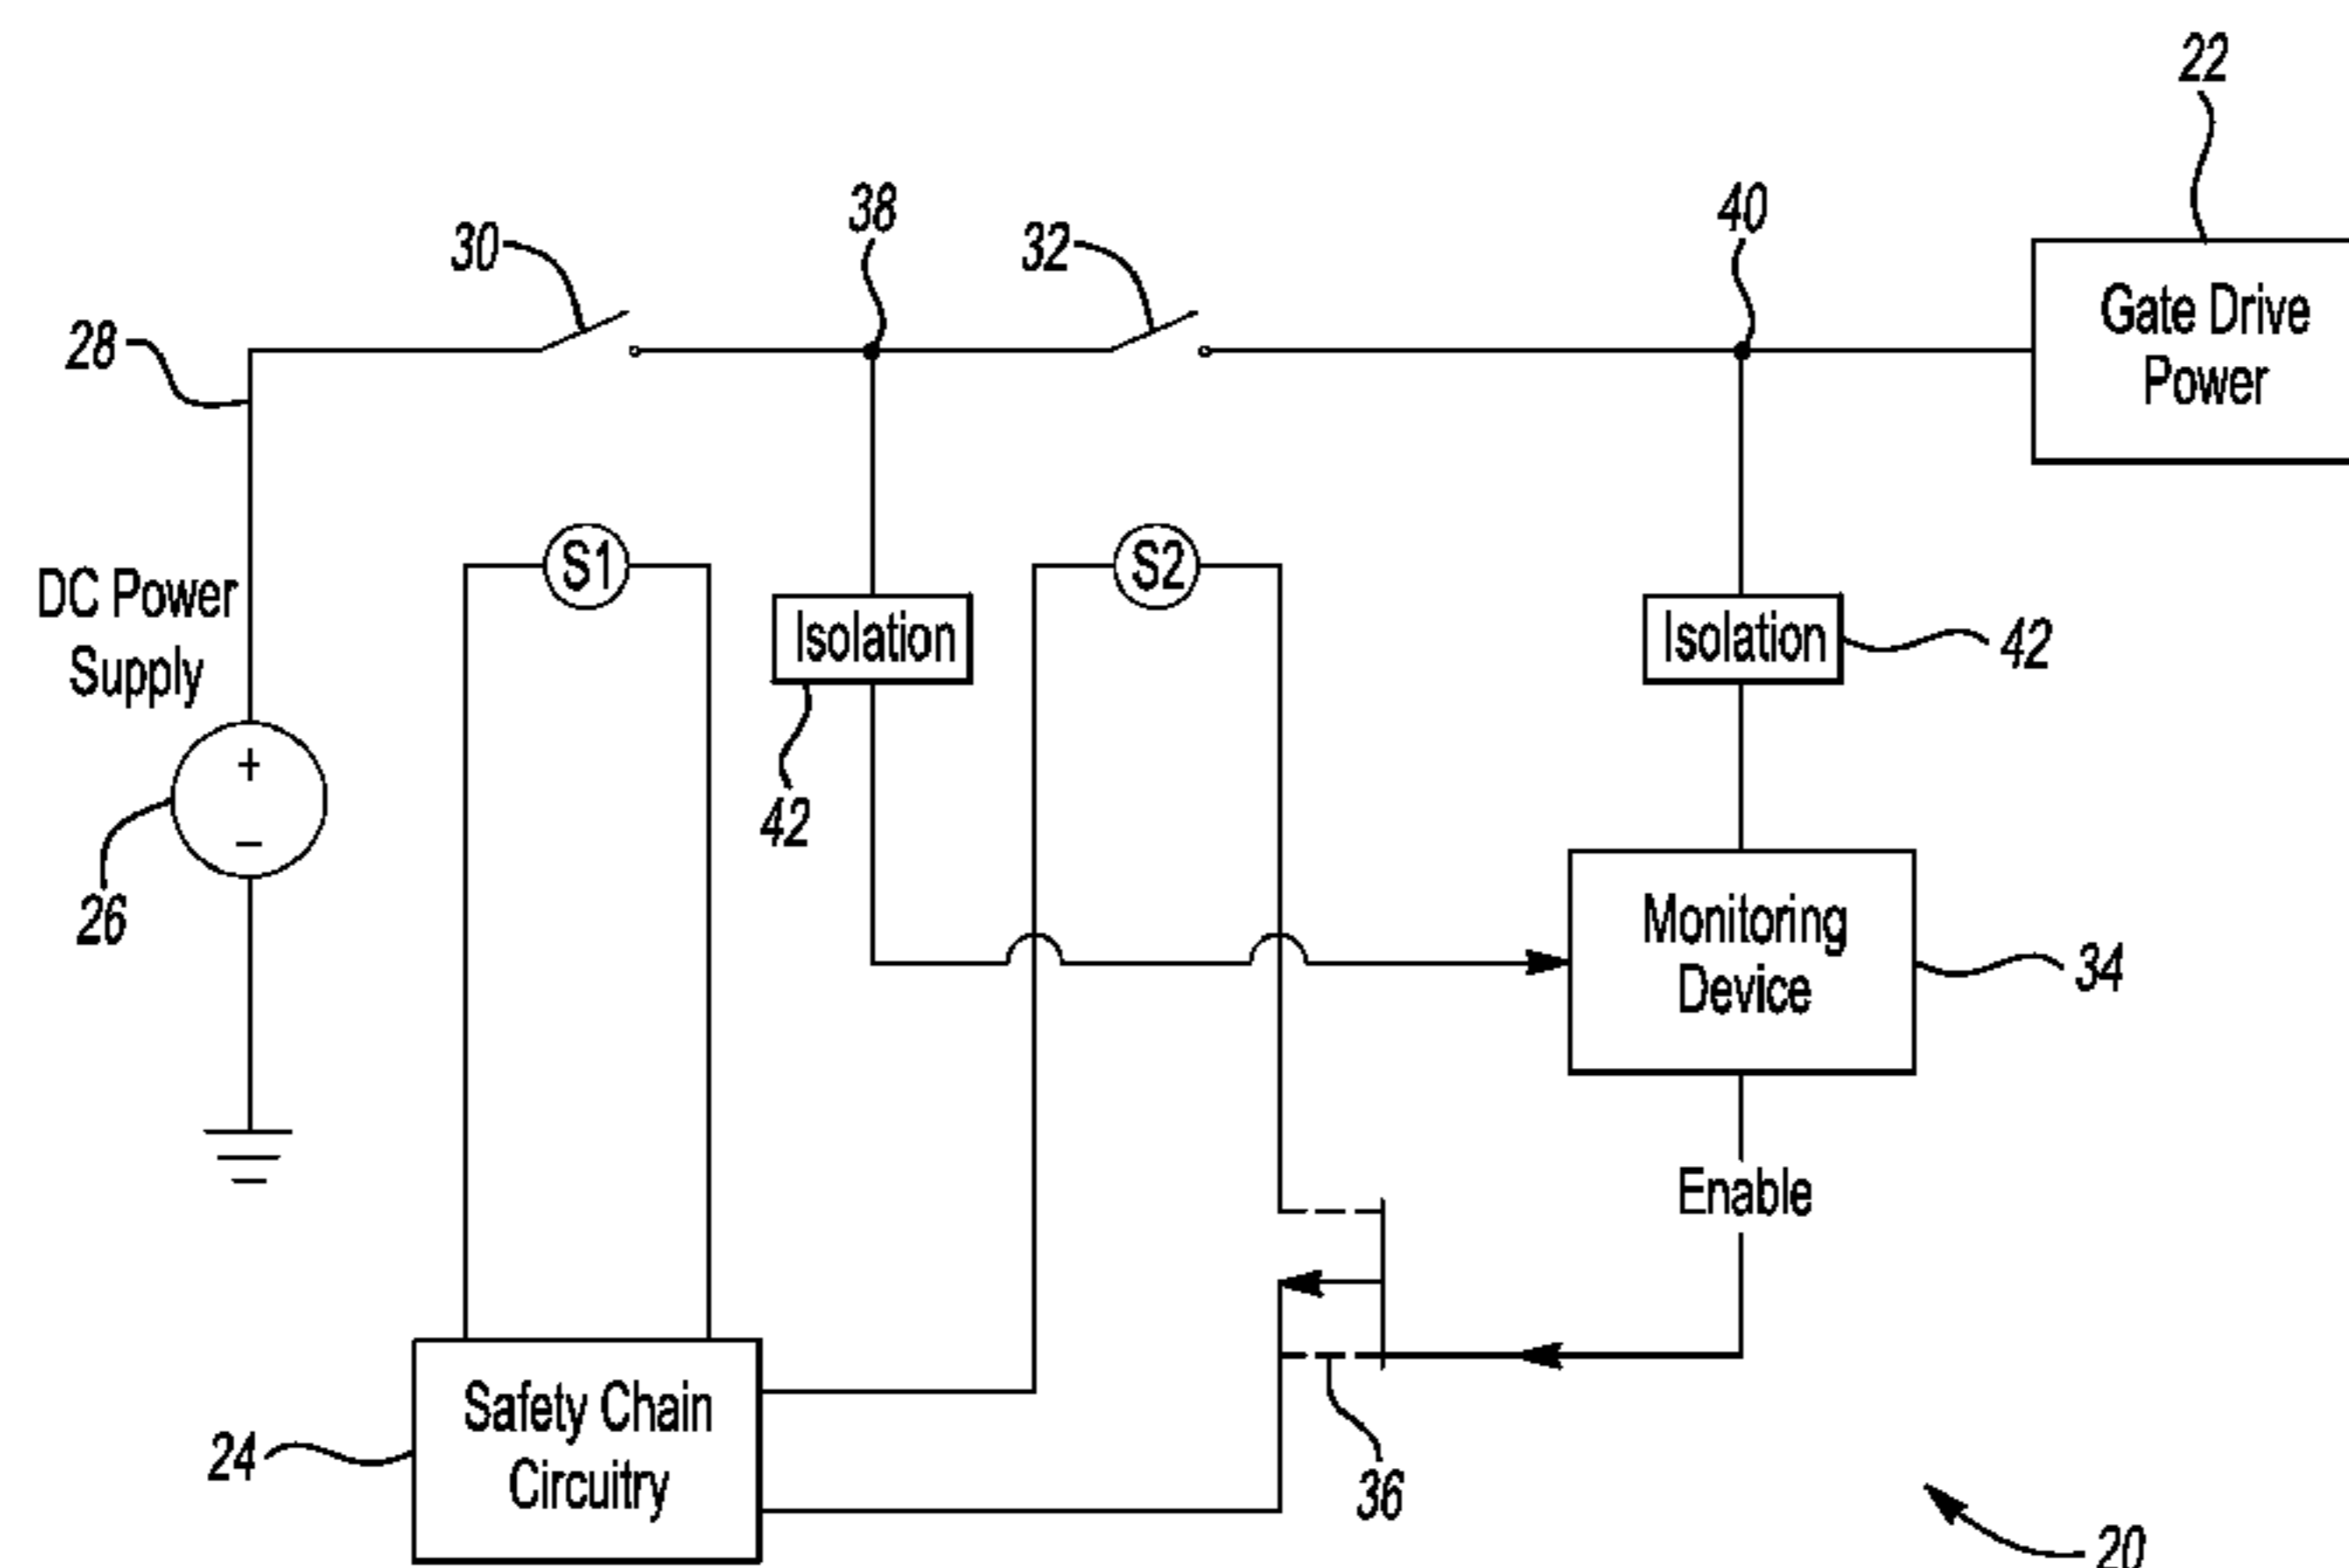 22
38
40
30
32
28
Gate Drive
Power
S1
S2
DC Power
Supply
Isolation
Isolation
42
+
−
42
26
Monitoring
Device
34
Enable
Safety Chain
Circuitry
24
36
20